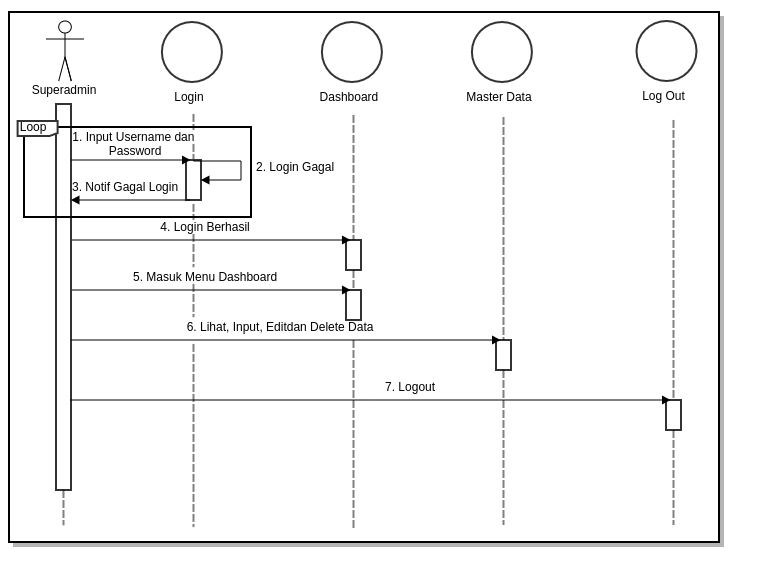 Superadmin
Login
Dashboard
Master Data
Log Out
Loop
1. Input Username dan
Password
2. Login Gagal
3. Notif Gagal Login
4. Login Berhasil
5. Masuk Menu Dashboard
6. Lihat, Input, Editdan Delete Data
7. Logout